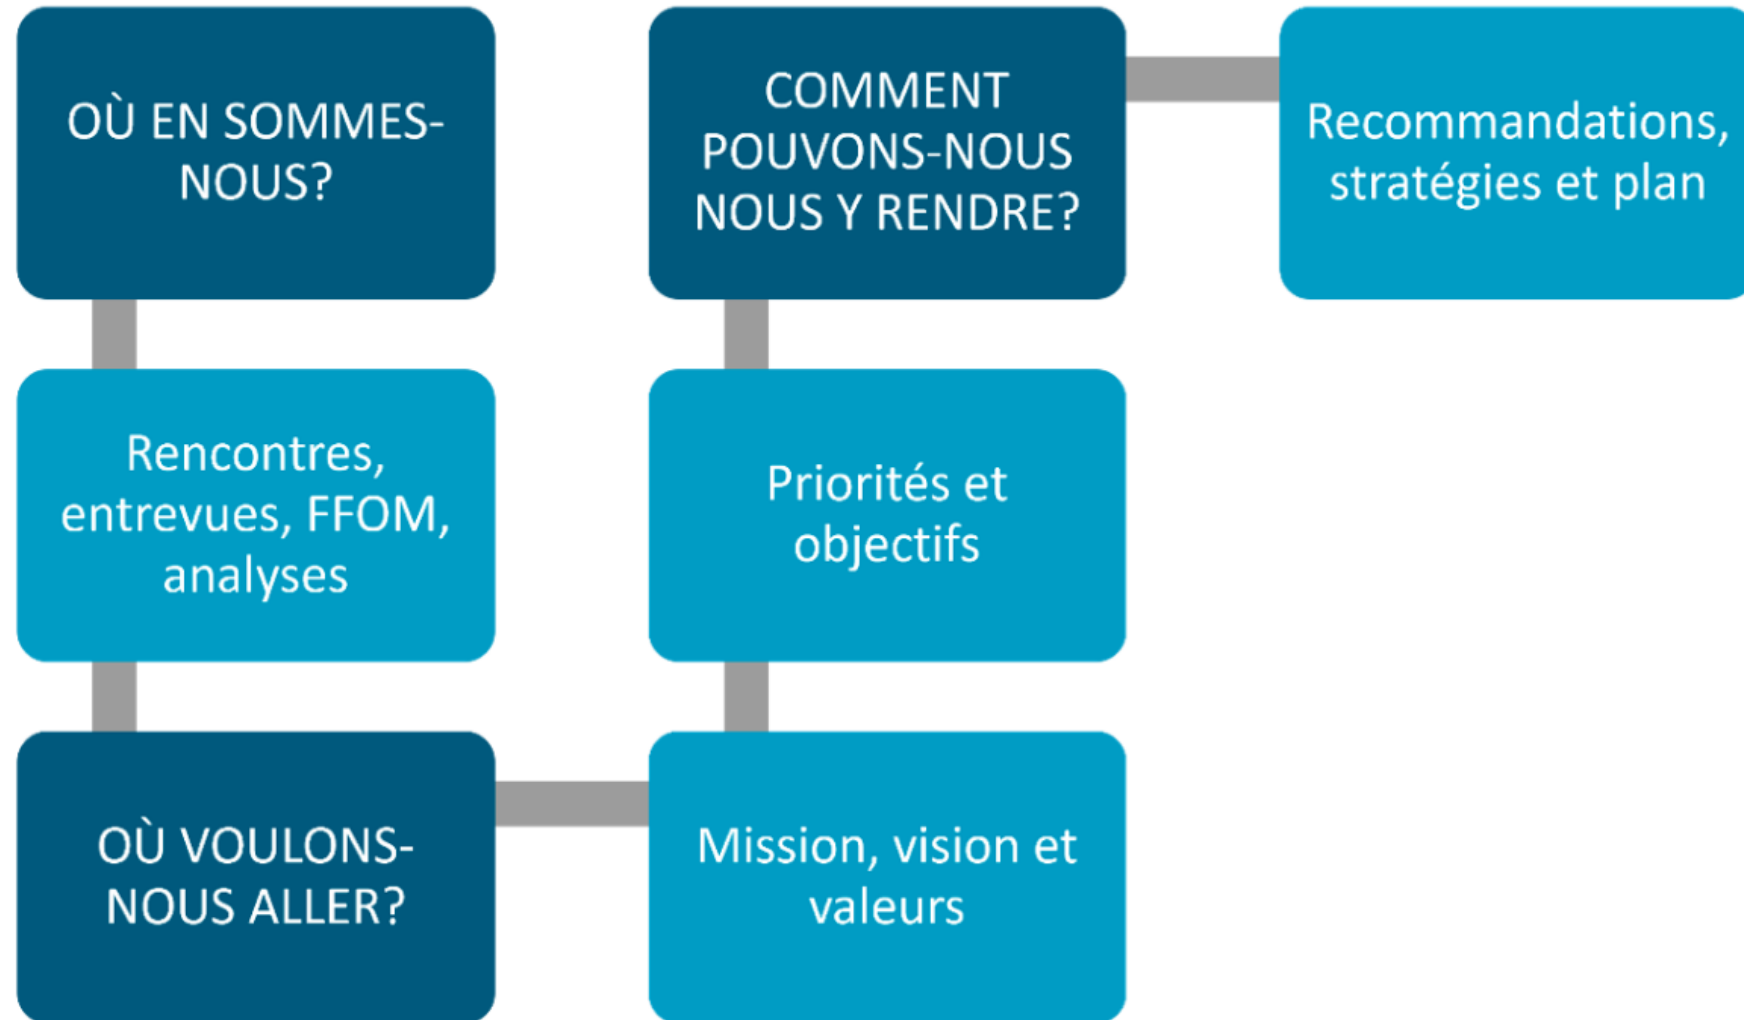 OÙ EN SOMMES-
NOUS?
Rencontres,
entrevues, FFOM,
analyses
OÙ VOULONS-
NOUS ALLER?
Mission, vision et
valeurs
Priorités et
objectifs
COMMENT
POUVONS-NOUS
NOUS Y RENDRE?
Recommandations,
stratégies et plan